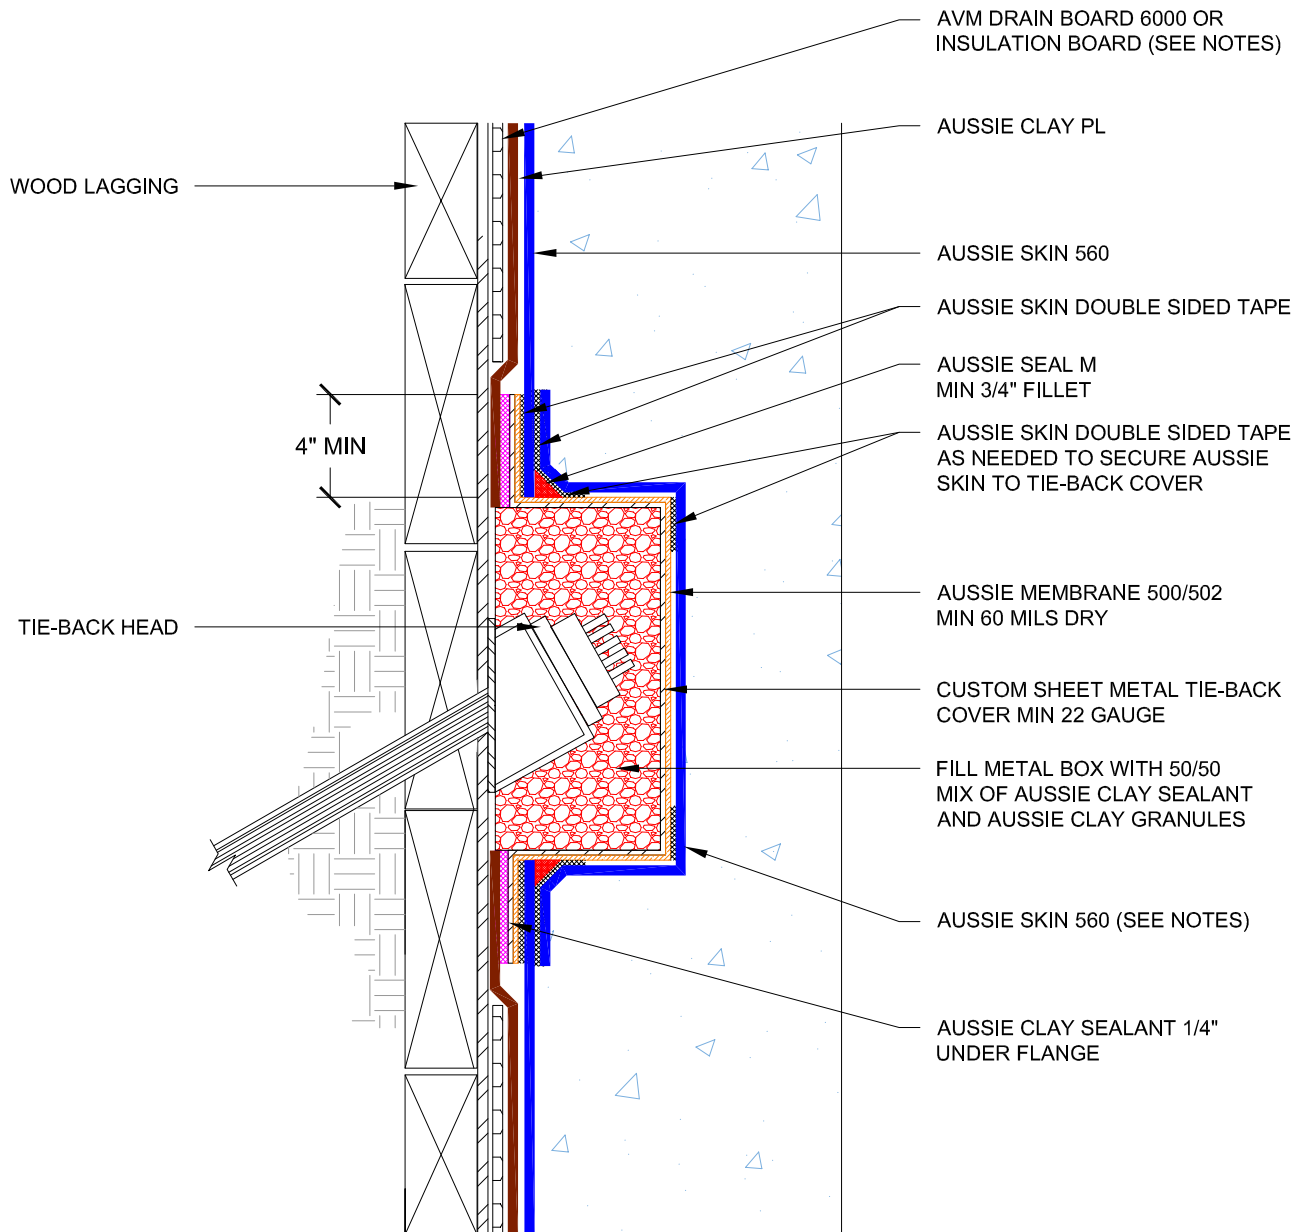 AVM DRAIN BOARD 6000 OR
INSULATION BOARD (SEE NOTES)
AUSSIE CLAY PL
WOOD LAGGING
AUSSIE SKIN 560
AUSSIE SKIN DOUBLE SIDED TAPE
AUSSIE SEAL M
MIN 3/4" FILLET
4" MIN
AUSSIE SKIN DOUBLE SIDED TAPE
AS NEEDED TO SECURE AUSSIE
SKIN TO TIE-BACK COVER
AUSSIE MEMBRANE 500/502
MIN 60 MILS DRY
TIE-BACK HEAD
CUSTOM SHEET METAL TIE-BACK
COVER MIN 22 GAUGE
FILL METAL BOX WITH 50/50
MIX OF AUSSIE CLAY SEALANT
AND AUSSIE CLAY GRANULES
AUSSIE SKIN 560 (SEE NOTES)
AUSSIE CLAY SEALANT 1/4"
UNDER FLANGE